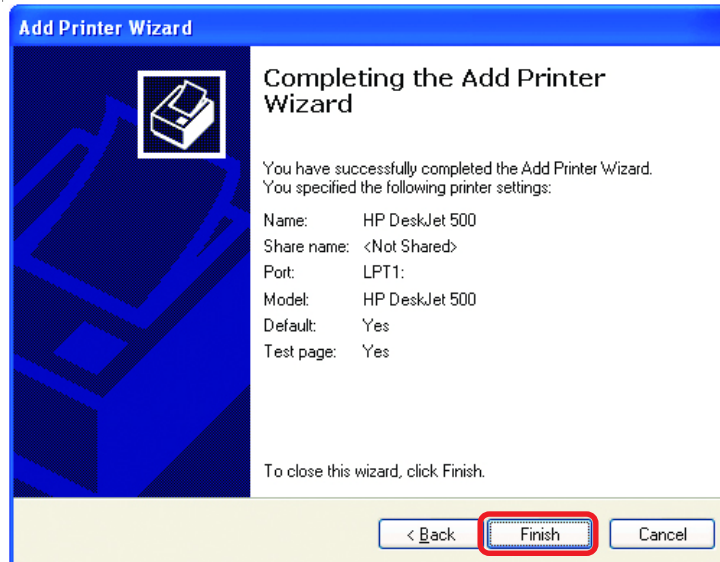 Add Printer Wizard
Completing the Add Printer
Wizard
You have successfully completed the Add Printer Wizard.
You specified the following printer settings:
Name: HP DeskJet 500
Share name: <Not Shared>
Port: LPT1:
Model: HP DeskJet 500
Default: Yes
Test page: Yes
To close this wizard, click Finish.
< Back Finish Cancel